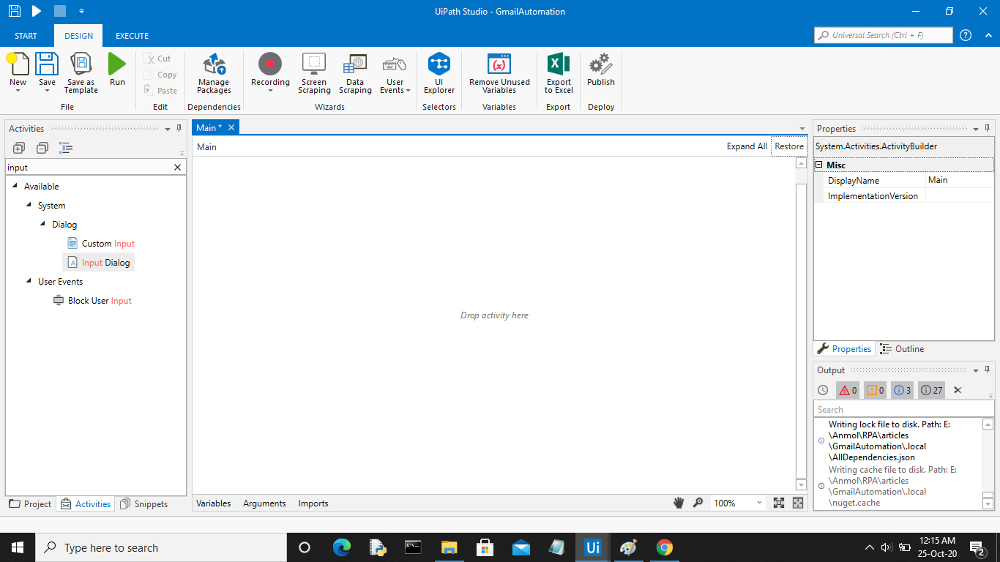 UiPath Studio - GmailAutomation
START DESIGN EXECUTE
Universal Search (Ctrl + F)
New
Save
Save as
Template
Run
File
Cut
Copy
Paste
Edit
Manage
Packages
Dependencies
Recording
Screen
Scraping
Data
Scraping
User
Events
Wizards
UI
Explorer
Selectors
Remove Unused
Variables
Variables
Export
to Excel
Export
Publish
Deploy
Activities
input
Available
System
Dialog
Custom Input
Input Dialog
User Events
Block User Input
Project Activities Snippets
Main *
Main
Expand All Restore
Drop activity here
Variables Arguments Imports
100%
Properties
System.Activities.ActivityBuilder
Misc
DisplayName Main
ImplementationVersion
Properties Outline
Output
0 0 3 27
Search
Writing lock file to disk. Path: E:
\Anmol\RPA\articles
\GmailAutomation\.local
\AllDependencies.json
Writing cache file to disk. Path: E:
\Anmol\RPA\articles
\GmailAutomation\.local
\nuget.cache
Type here to search
Ui
12:15 AM
25-Oct-20
2